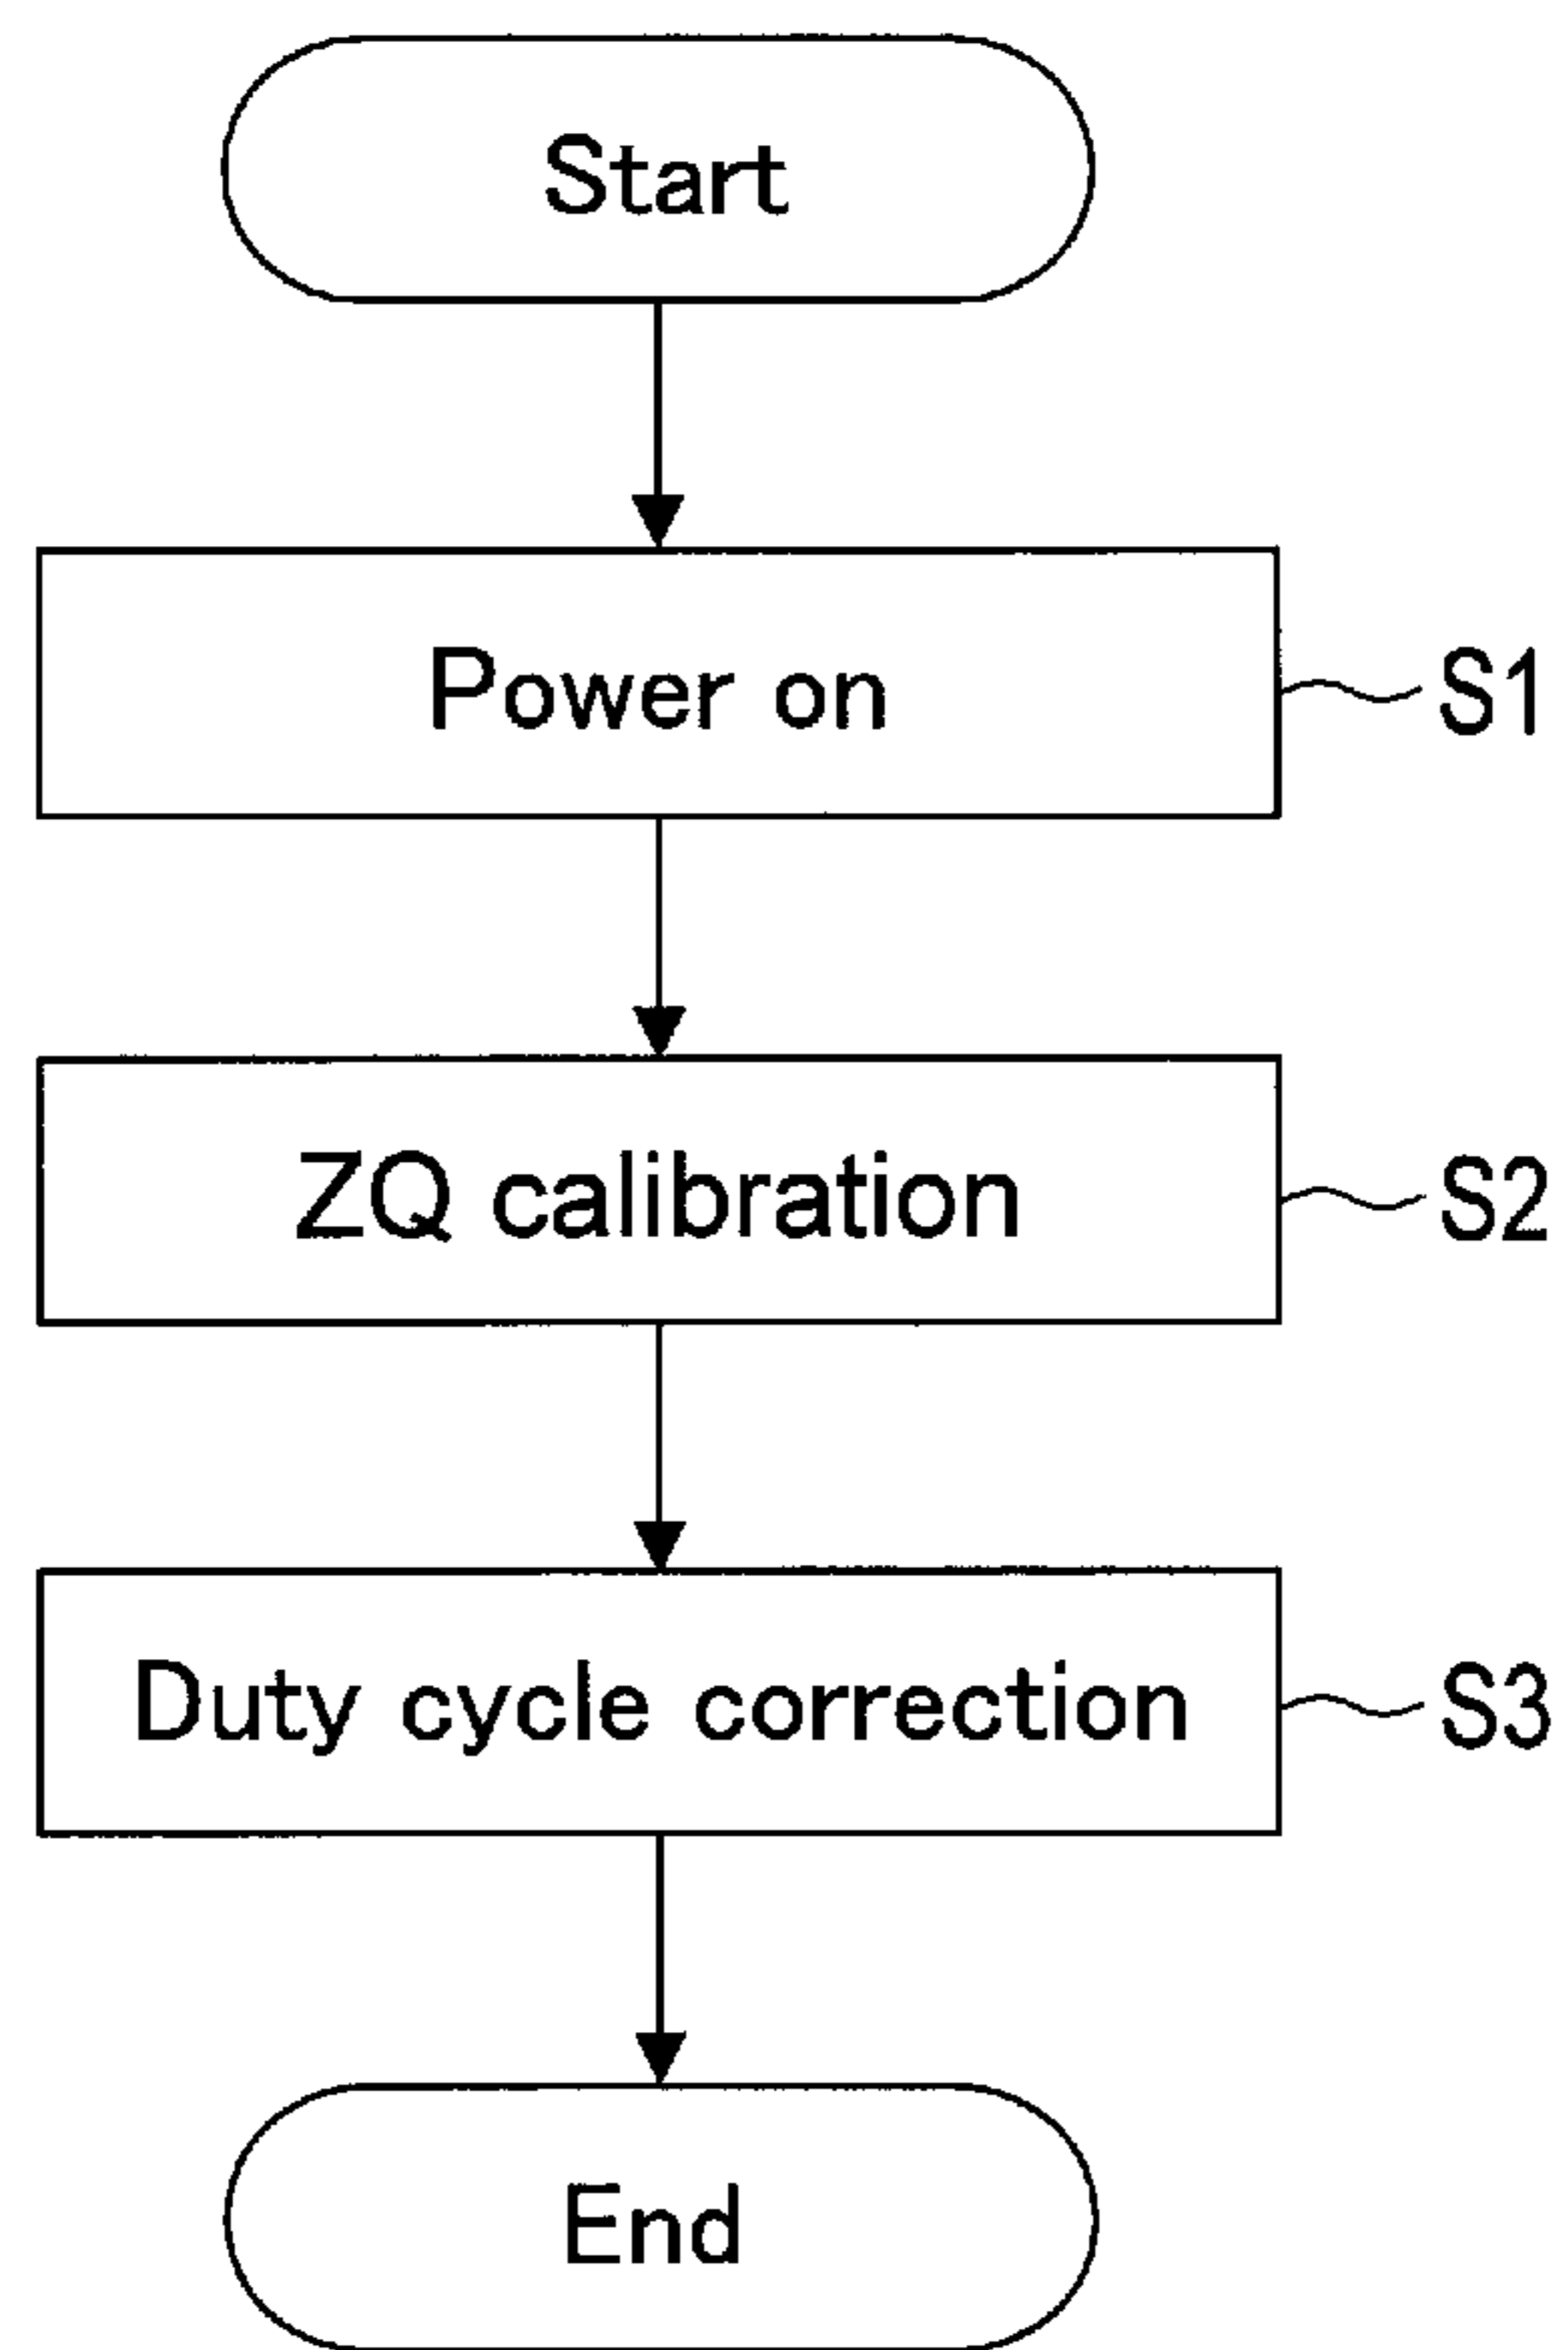 Start
Power on
S1
ZQ calibration
S2
Duty cycle correction
S3
End